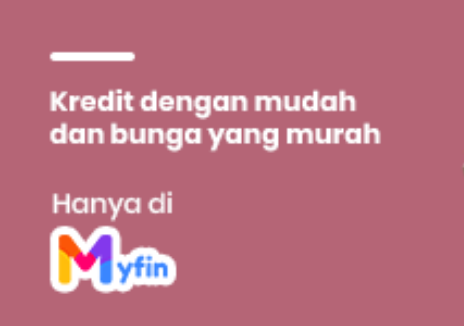 Kredit dengan mudah
dan bunga yang murah
Hanya di
Myfin